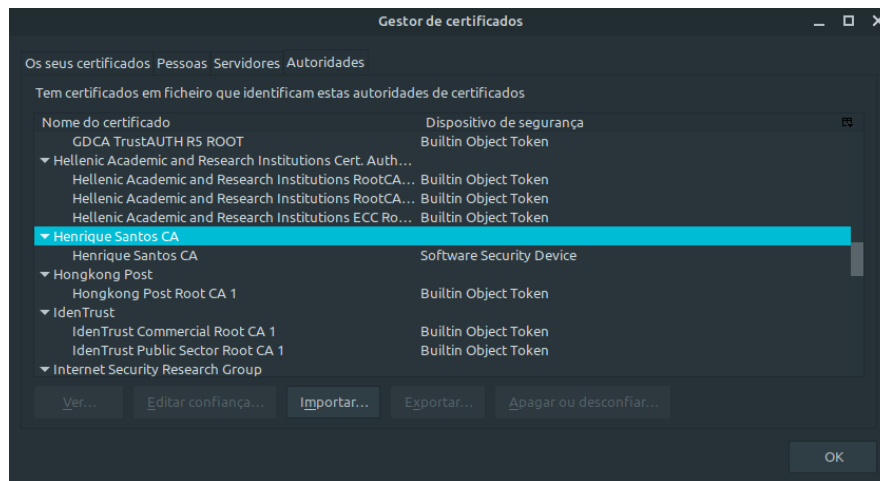 Gestor de certificados
Os seus certificados Pessoas Servidores Autoridades
Tem certificados em ficheiro que identificam estas autoridades de certificados
Nome do certificado Dispositivo de segurança
GDCA TrustAUTH R5 ROOT Builtin Object Token
Hellenic Academic and Research Institutions Cert. Auth...
Hellenic Academic and Research Institutions RootCA... Builtin Object Token
Hellenic Academic and Research Institutions RootCA... Builtin Object Token
Hellenic Academic and Research Institutions ECC Ro... Builtin Object Token
Henrique Santos CA
Henrique Santos CA Software Security Device
Hongkong Post
Hongkong Post Root CA 1 Builtin Object Token
IdenTrust
IdenTrust Commercial Root CA 1 Builtin Object Token
IdenTrust Public Sector Root CA 1 Builtin Object Token
Internet Security Research Group
Ver... Editar confiança... Importar... Exportar... Apagar ou desconfiar...
OK